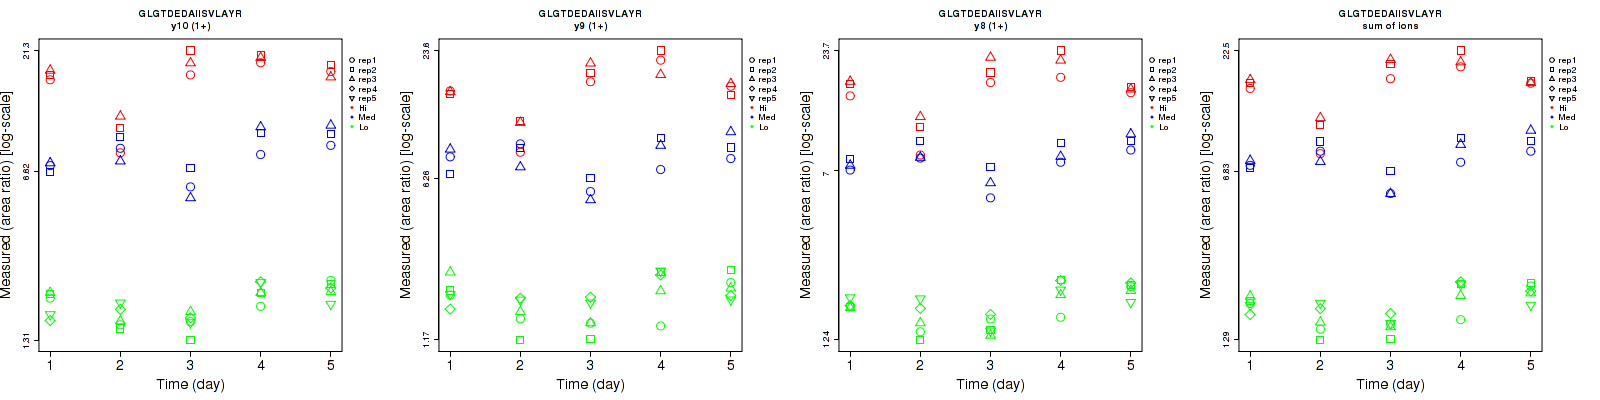 GLGTDEDAIISVLAYR
y10 (1+)
Measured (area ratio) [log-scale]
21.3
6.62
1.31
1 2 3 4 5
Time (day)
rep1
rep2
rep3
rep4
rep5
Hi
Med
Lo
GLGTDEDAIISVLAYR
y9 (1+)
Measured (area ratio) [log-scale]
23.6
6.28
1.17
1 2 3 4 5
Time (day)
rep1
rep2
rep3
rep4
rep5
Hi
Med
Lo
GLGTDEDAIISVLAYR
y8 (1+)
Measured (area ratio) [log-scale]
23.7
7
1.24
1 2 3 4 5
Time (day)
rep1
rep2
rep3
rep4
rep5
Hi
Med
Lo
GLGTDEDAIISVLAYR
sum of ions
Measured (area ratio) [log-scale]
22.5
6.83
1.29
1 2 3 4 5
Time (day)
rep1
rep2
rep3
rep4
rep5
Hi
Med
Lo